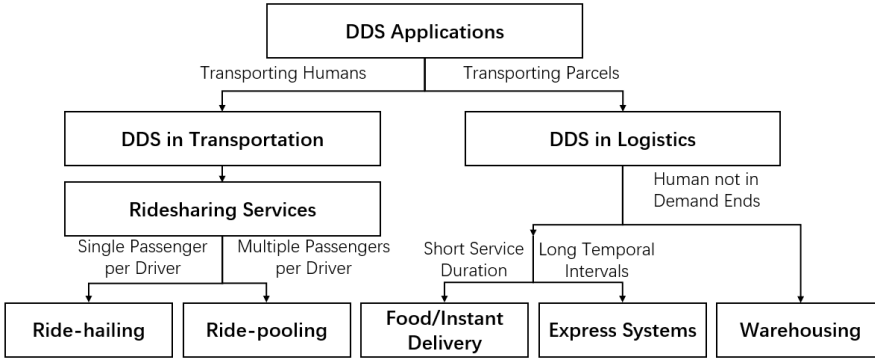 DDS Applications
Transporting Humans
Transporting Parcels
DDS in Transportation
DDS in Logistics
Ridesharing Services
Human not in
Demand Ends
Single Passenger
per Driver
Multiple Passengers
per Driver
Short Service
Duration
Long Temporal
Intervals
Ride-hailing
Ride-pooling
Food/Instant
Delivery
Express Systems
Warehousing